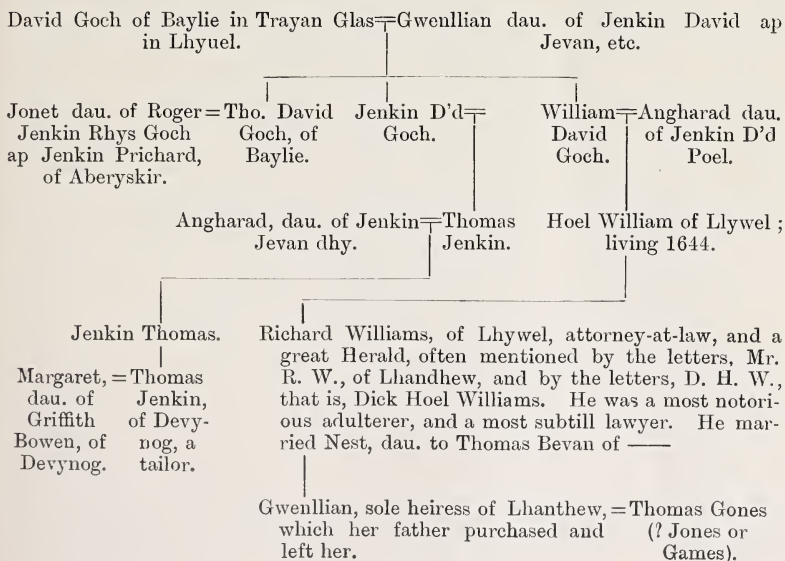 David Goch of Baylie in Trayan Glas=Gwenllian dau. of Jenkin David ap
in Lhyuel. Jevan, etc.
Jonet dau. of Roger=Tho. David Jenkin D'd= William=Angharad dau.
Jenkin Rhys Goch Goch, of Goch. David of Jenkin D'd
ap Jenkin Prichard, Baylie. Goch. Poel.
of Aberyskir.
Angharad, dau. of Jenkin=Thomas Hoel William of Llywel ;
Jevan dhy. Jenkin. living 1644.
Jenkin Thomas. Richard Williams, of Lhywel, attorney-at-law, and a
great Herald, often mentioned by the letters, Mr.
Margaret, =Thomas R. W., of Lhandhew, and by the letters, D. H. W.,
dau. of Jenkin, that is, Dick Hoel Williams. He was a most notori-
Griffith of Devy- ous adulterer, and a most subtill lawyer. He mar-
Bowen, of nog, a ried Nest, dau. to Thomas Bevan of ——
Devynog. tailor.
Gwenllian, sole heiress of Lhanthew, =Thomas Gones
which her father purchased and (? Jones or
left her. Games).